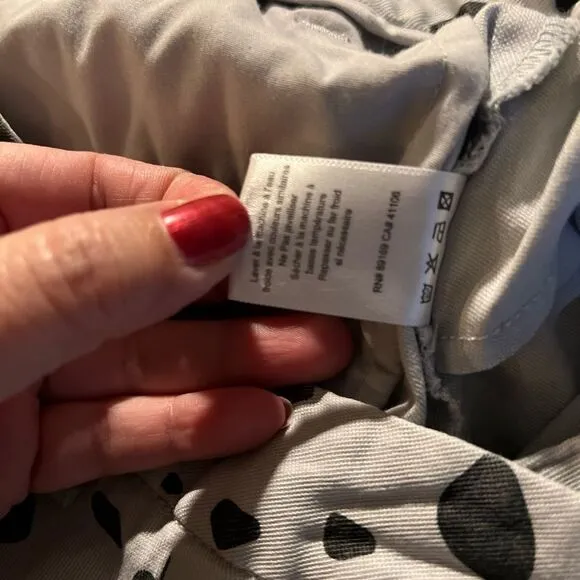 Laver à la machine à l'eau
froide avec couleurs similaires
Ne Pas javelliser
Sécher à la machine à
basse température
Repasser au fer froid
si nécessaire
RN# 69169 CA# 41106